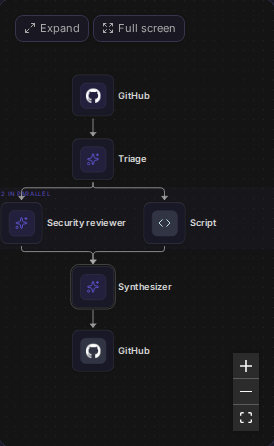 Expand
Full screen
GitHub
Triage
2 IN PARALLEL
Security reviewer
Script
Synthesizer
GitHub